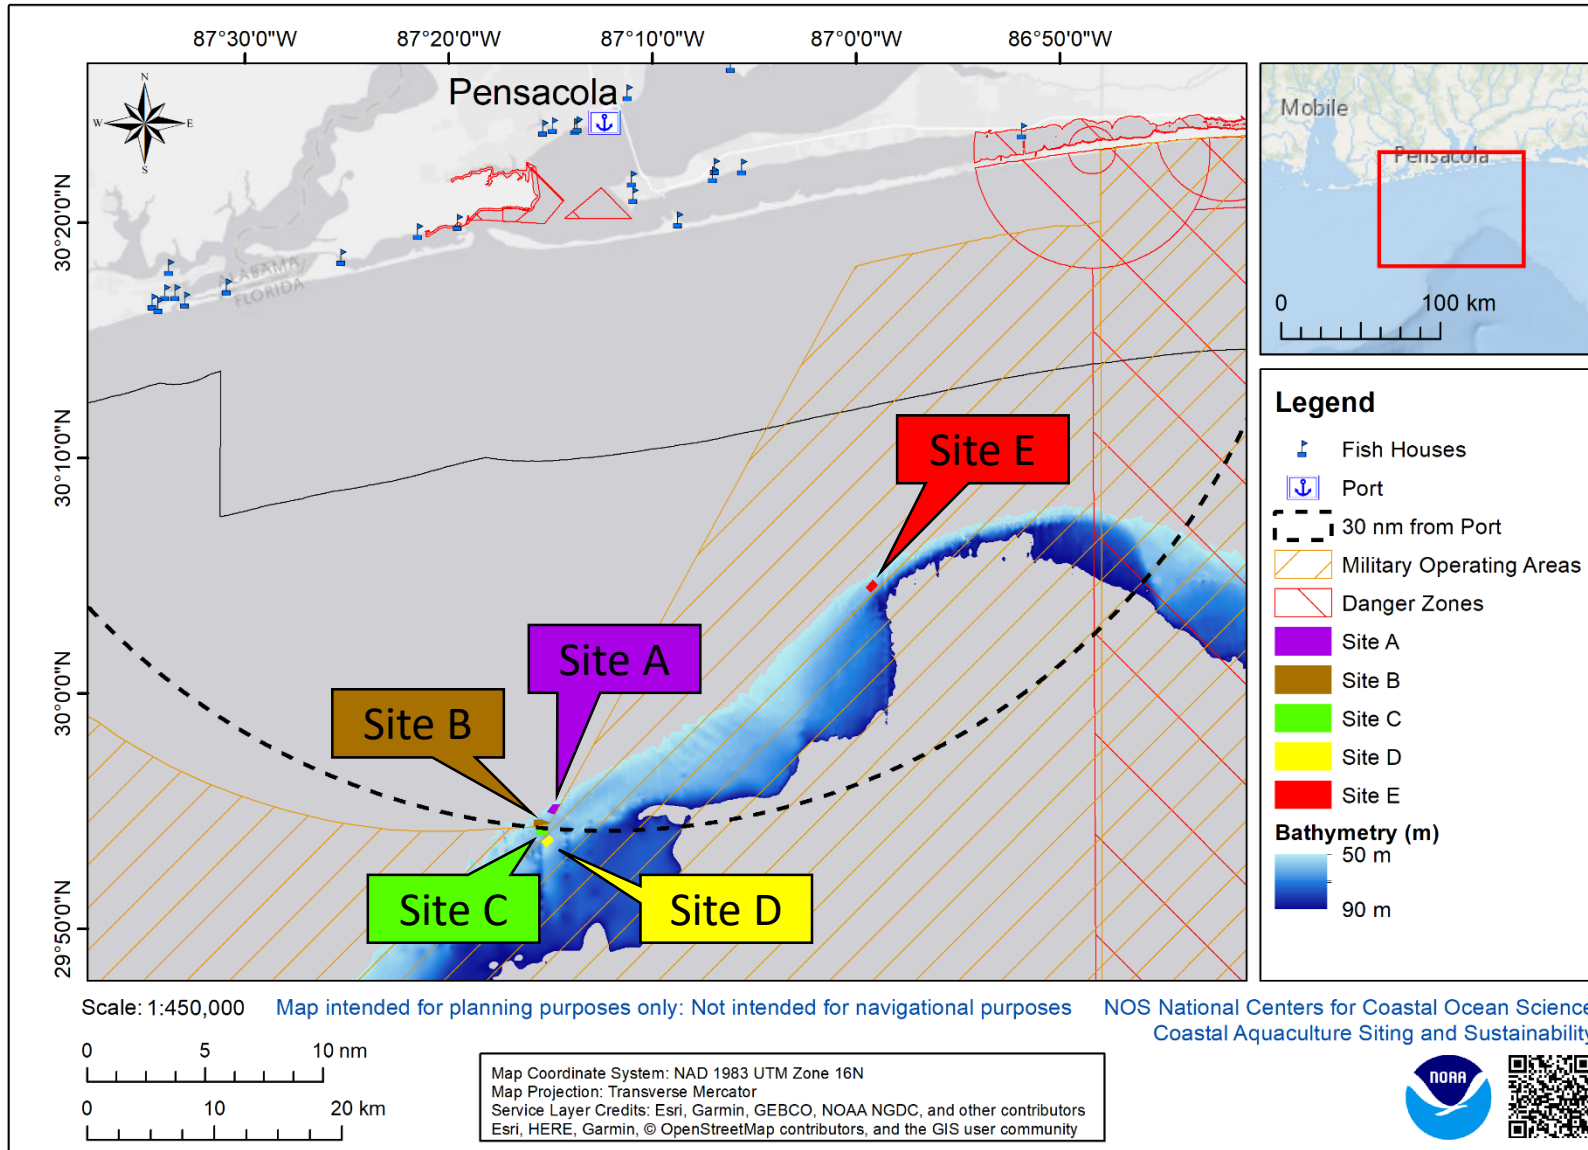 87°30'0"W 87°20'0"W 87°10'0"W 87°0'0"W 86°50'0"W
N
W E
S
Pensacola
30°20'0"N
30°10'0"N
30°0'0"N
29°50'0"N
ALABAMA
FLORIDA
Site E
Site A
Site B
Site C
Site D
Mobile
Pensacola
0 100 km
Legend
Fish Houses
Port
30 nm from Port
Military Operating Areas
Danger Zones
Site A
Site B
Site C
Site D
Site E
Bathymetry (m)
50 m
90 m
Scale: 1:450,000 Map intended for planning purposes only: Not intended for navigational purposes
NOS National Centers for Coastal Ocean Science
Coastal Aquaculture Siting and Sustainability
0 5 10 nm
0 10 20 km
Map Coordinate System: NAD 1983 UTM Zone 16N
Map Projection: Transverse Mercator
Service Layer Credits: Esri, Garmin, GEBCO, NOAA NGDC, and other contributors
Esri, HERE, Garmin, © OpenStreetMap contributors, and the GIS user community
NOAA